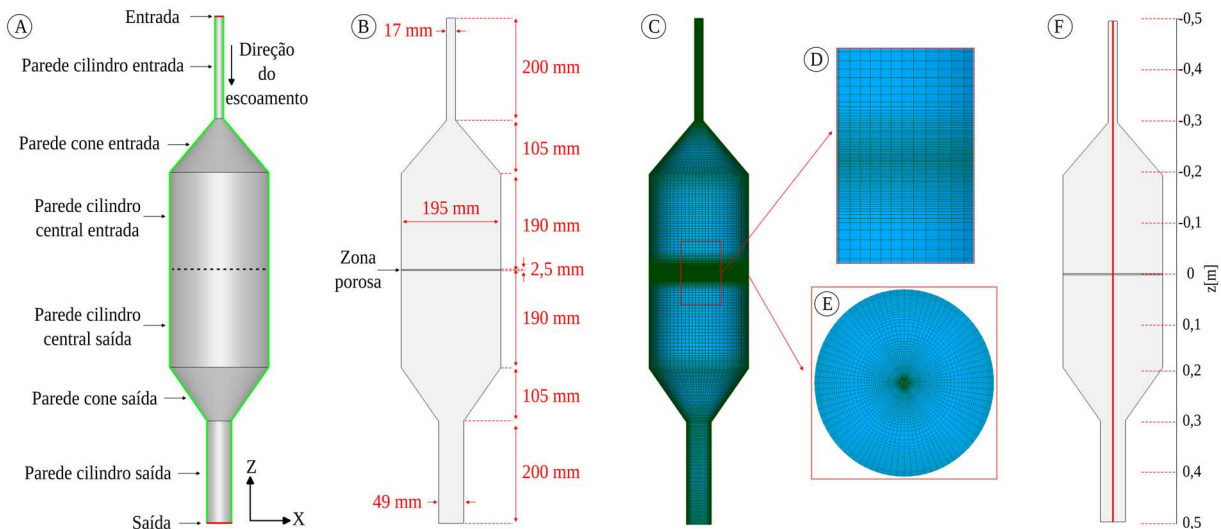 A
Entrada
Parede cilindro entrada
Direção
do
escoamento
Parede cone entrada
Parede cilindro
central entrada
Parede cilindro
central saída
Parede cone saída
Parede cilindro saída
Saída
Z
X
B
17 mm
200 mm
105 mm
195 mm
190 mm
Zona
porosa
2,5 mm
190 mm
105 mm
200 mm
49 mm
C
D
E
F
-0,5
-0,4
-0,3
-0,2
-0,1
0
0,1
0,2
0,3
0,4
0,5
z[m]